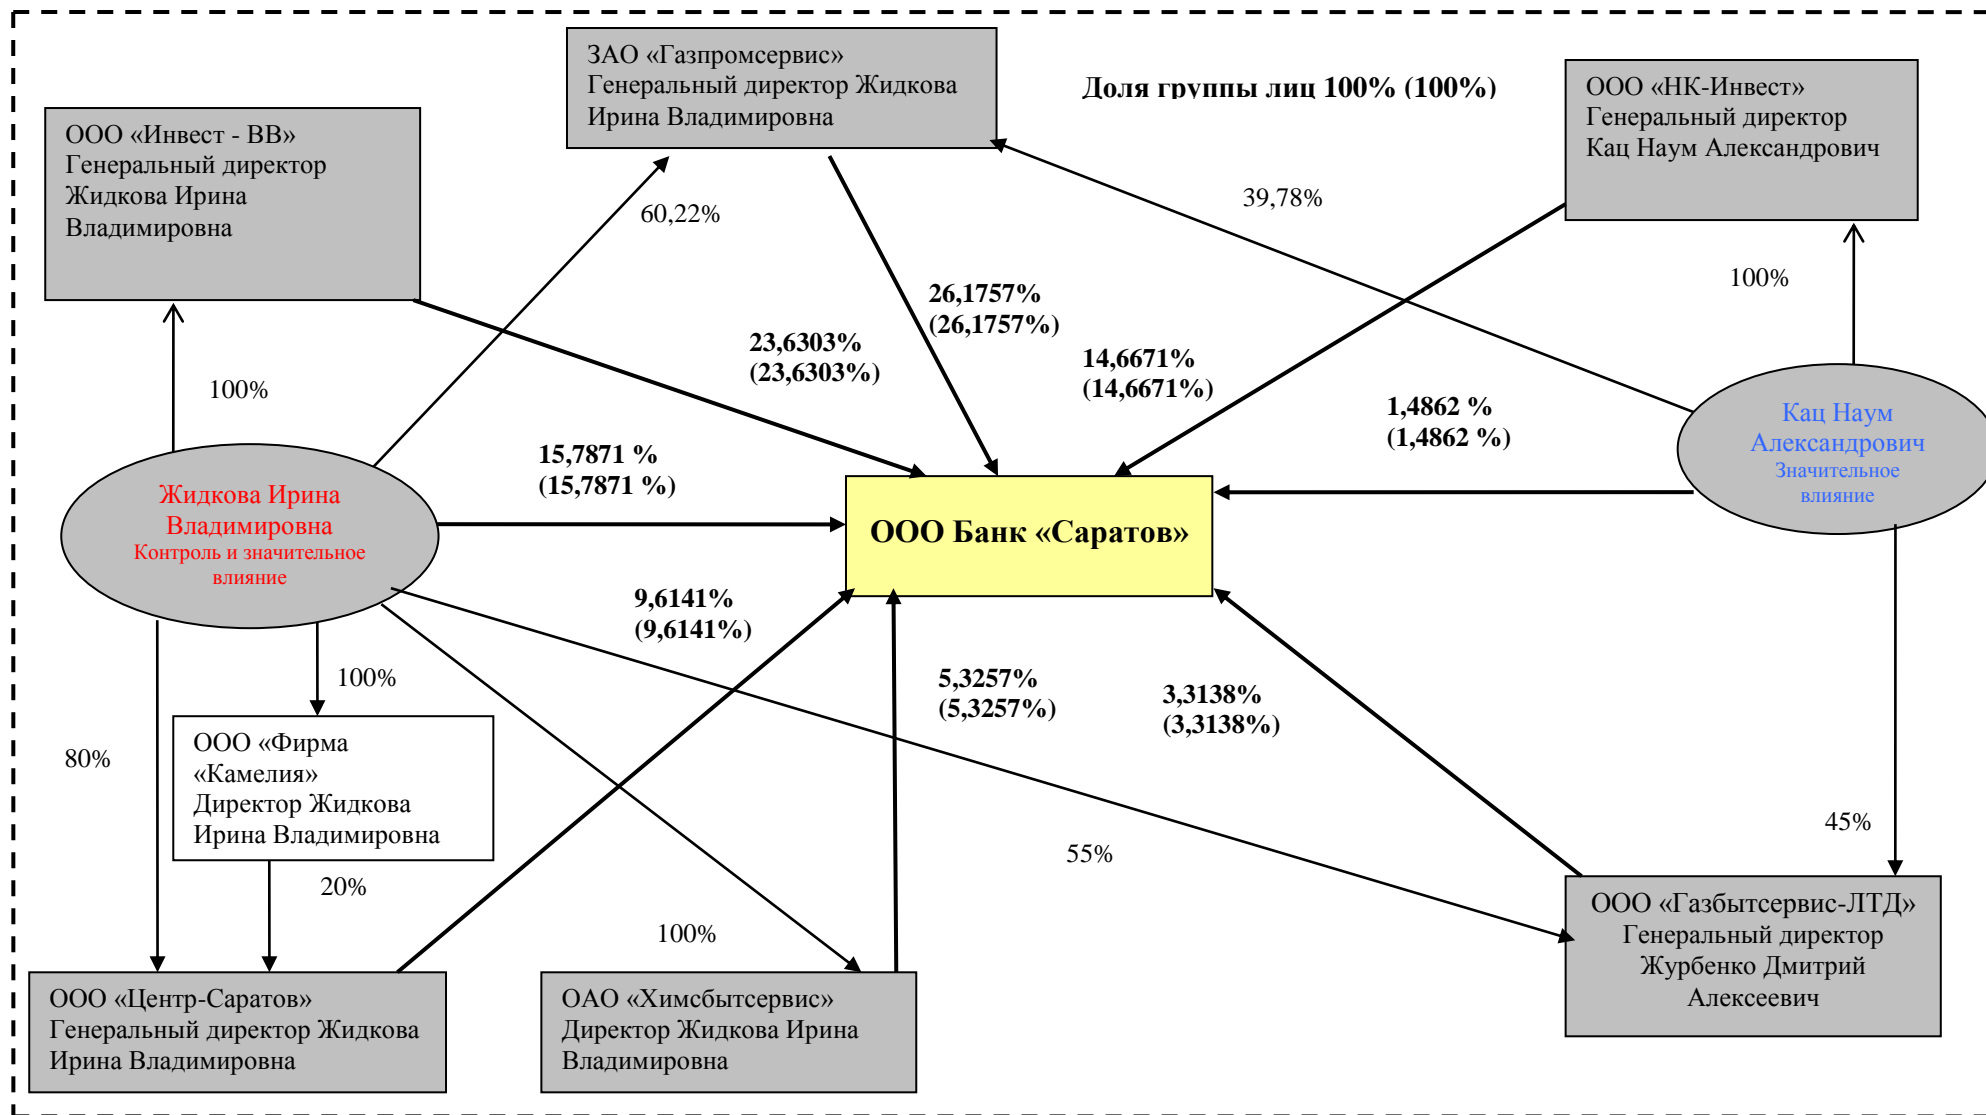 ЗАО «Газпромсервис»
Генеральный директор Жидкова
Ирина Владимировна
Доля группы лиц 100% (100%)
ООО «НК-Инвест»
Генеральный директор
Кац Наум Александрович
ООО «Инвест - ВВ»
Генеральный директор
Жидкова Ирина
Владимировна
60,22%
39,78%
100%
26,1757%
(26,1757%)
23,6303%
(23,6303%)
14,6671%
(14,6671%)
100%
1,4862 %
(1,4862 %)
Кац Наум
Александрович
Значительное
влияние
15,7871 %
(15,7871 %)
Жидкова Ирина
Владимировна
Контроль и значительное
влияние
ООО Банк «Саратов»
9,6141%
(9,6141%)
100%
5,3257%
(5,3257%)
3,3138%
(3,3138%)
80%
ООО «Фирма
«Камелия»
Директор Жидкова
Ирина Владимировна
55%
45%
20%
100%
ООО «Газбытсервис-ЛТД»
Генеральный директор
Журбенко Дмитрий
Алексеевич
ООО «Центр-Саратов»
Генеральный директор Жидкова
Ирина Владимировна
ОАО «Химсбытсервис»
Директор Жидкова Ирина
Владимировна